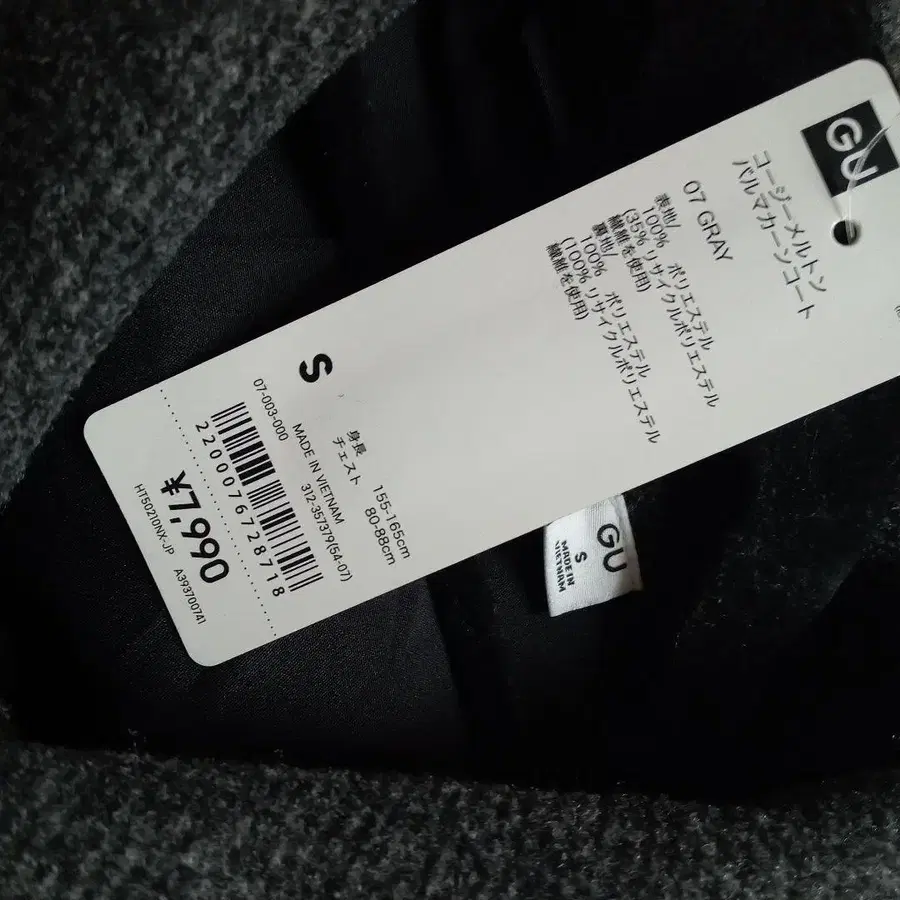 GU
コージーメルトン
バルマカーンコート
07 GRAY
表地/
100% ポリエステル
(35% リサイクルポリエステル
繊維を使用)
裏地/
100% ポリエステル
(100% リサイクルポリエステル
繊維を使用)
S
身長 155-165cm
チェスト 80-88cm
312-357379(54-07)
MADE IN VIETNAM
07-003-000
2200076728718
¥7,990
HT50210NX-JP A39370074I
GU
S
MADE IN
VIETNAM